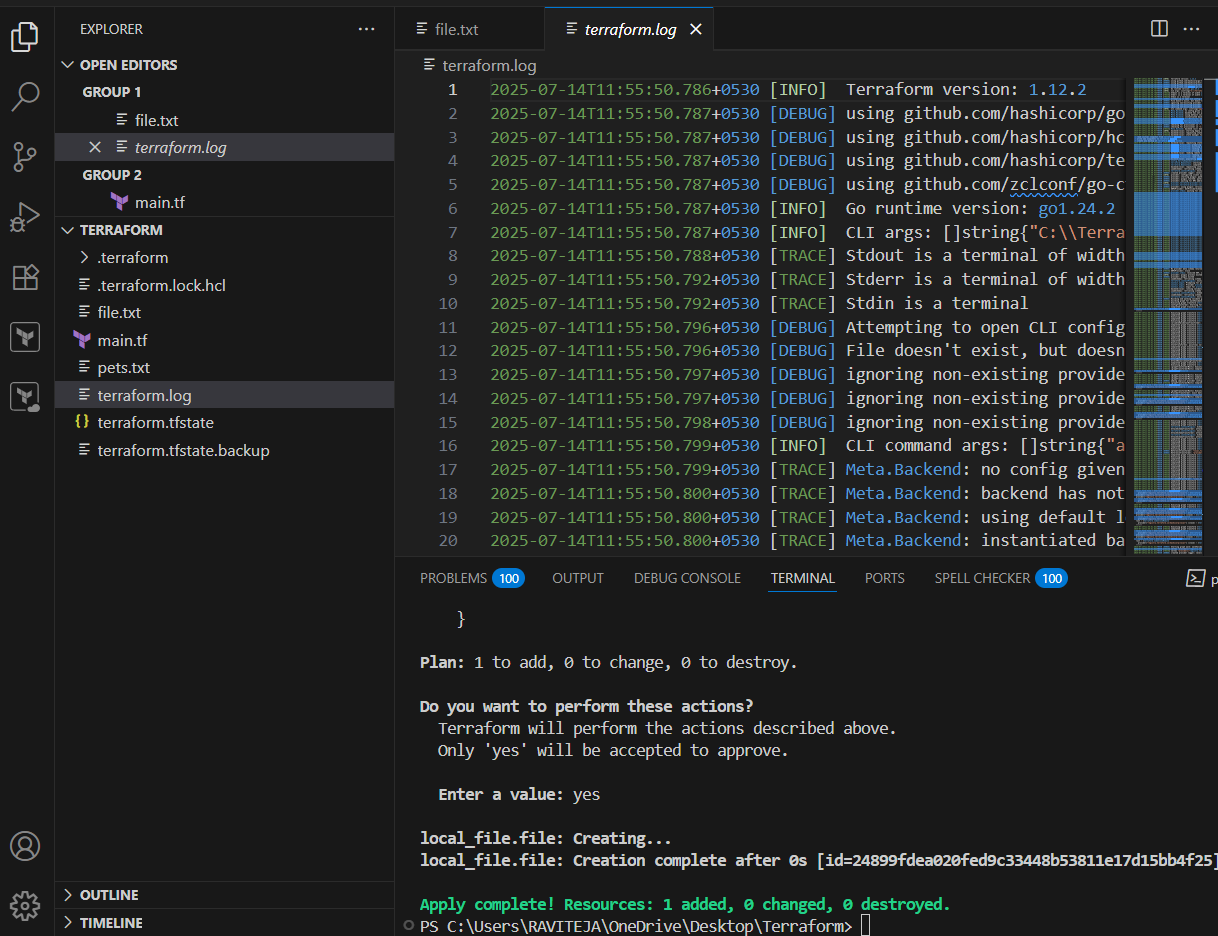 EXPLORER
OPEN EDITORS
GROUP 1
file.txt
terraform.log
GROUP 2
main.tf
TERRAFORM
.terraform
.terraform.lock.hcl
file.txt
main.tf
pets.txt
terraform.log
terraform.tfstate
terraform.tfstate.backup
OUTLINE
TIMELINE
file.txt
terraform.log
terraform.log
1 2025-07-14T11:55:50.786+0530 [INFO]  Terraform version: 1.12.2
2 2025-07-14T11:55:50.787+0530 [DEBUG] using github.com/hashicorp/go
3 2025-07-14T11:55:50.787+0530 [DEBUG] using github.com/hashicorp/hc
4 2025-07-14T11:55:50.787+0530 [DEBUG] using github.com/hashicorp/te
5 2025-07-14T11:55:50.787+0530 [DEBUG] using github.com/zclconf/go-c
6 2025-07-14T11:55:50.787+0530 [INFO]  Go runtime version: go1.24.2
7 2025-07-14T11:55:50.787+0530 [INFO]  CLI args: []string{"C:\\Terra
8 2025-07-14T11:55:50.788+0530 [TRACE] Stdout is a terminal of width
9 2025-07-14T11:55:50.792+0530 [TRACE] Stderr is a terminal of width
10 2025-07-14T11:55:50.792+0530 [TRACE] Stdin is a terminal
11 2025-07-14T11:55:50.796+0530 [DEBUG] Attempting to open CLI config
12 2025-07-14T11:55:50.796+0530 [DEBUG] File doesn't exist, but doesn
13 2025-07-14T11:55:50.797+0530 [DEBUG] ignoring non-existing provide
14 2025-07-14T11:55:50.797+0530 [DEBUG] ignoring non-existing provide
15 2025-07-14T11:55:50.798+0530 [DEBUG] ignoring non-existing provide
16 2025-07-14T11:55:50.799+0530 [INFO]  CLI command args: []string{"a
17 2025-07-14T11:55:50.799+0530 [TRACE] Meta.Backend: no config given
18 2025-07-14T11:55:50.800+0530 [TRACE] Meta.Backend: backend has not
19 2025-07-14T11:55:50.800+0530 [TRACE] Meta.Backend: using default l
20 2025-07-14T11:55:50.800+0530 [TRACE] Meta.Backend: instantiated ba
PROBLEMS 100 OUTPUT DEBUG CONSOLE TERMINAL PORTS SPELL CHECKER 100 p
}
Plan: 1 to add, 0 to change, 0 to destroy.
Do you want to perform these actions?
Terraform will perform the actions described above.
Only 'yes' will be accepted to approve.
Enter a value: yes
local_file.file: Creating...
local_file.file: Creation complete after 0s [id=24899fdea020fed9c33448b53811e17d15bb4f25]
Apply complete! Resources: 1 added, 0 changed, 0 destroyed.
PS C:\Users\RAVITEJA\OneDrive\Desktop\Terraform>